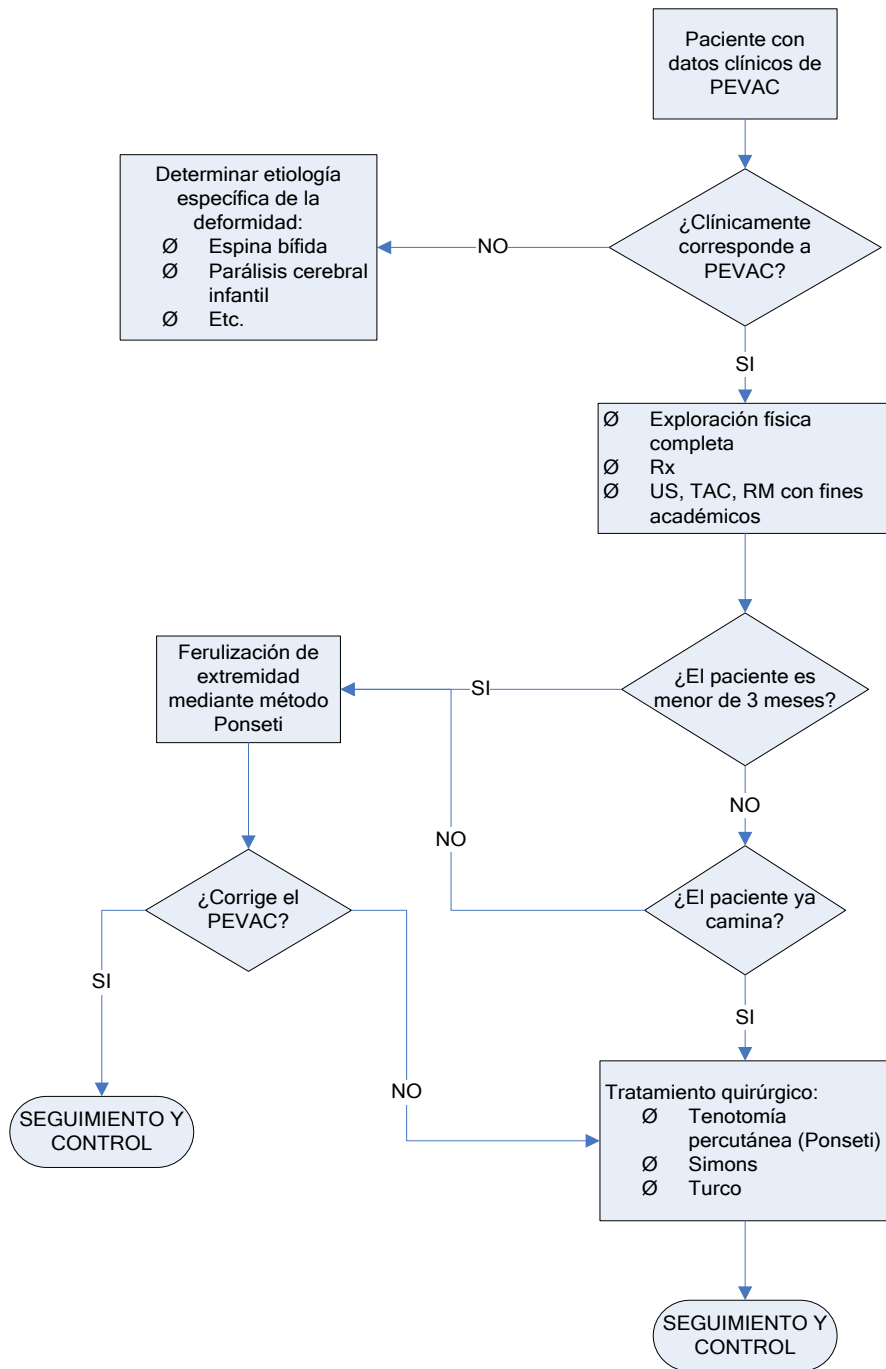 Paciente con
datos clínicos de
PEVAC
Determinar etiología
específica de la
deformidad:
Ø Espina bífida
Ø Parálisis cerebral
infantil
Ø Etc.
NO
¿Clínicamente
corresponde a
PEVAC?
SI
Ø Exploración física
completa
Ø Rx
Ø US, TAC, RM con fines
académicos
Ferulización de
extremidad
mediante método
Ponseti
SI
¿El paciente es
menor de 3 meses?
NO
NO
¿Corrige el
PEVAC?
¿El paciente ya
camina?
SI
SI
NO
SEGUIMIENTO Y
CONTROL
Tratamiento quirúrgico:
Ø Tenotomía
percutánea (Ponseti)
Ø Simons
Ø Turco
SEGUIMIENTO Y
CONTROL